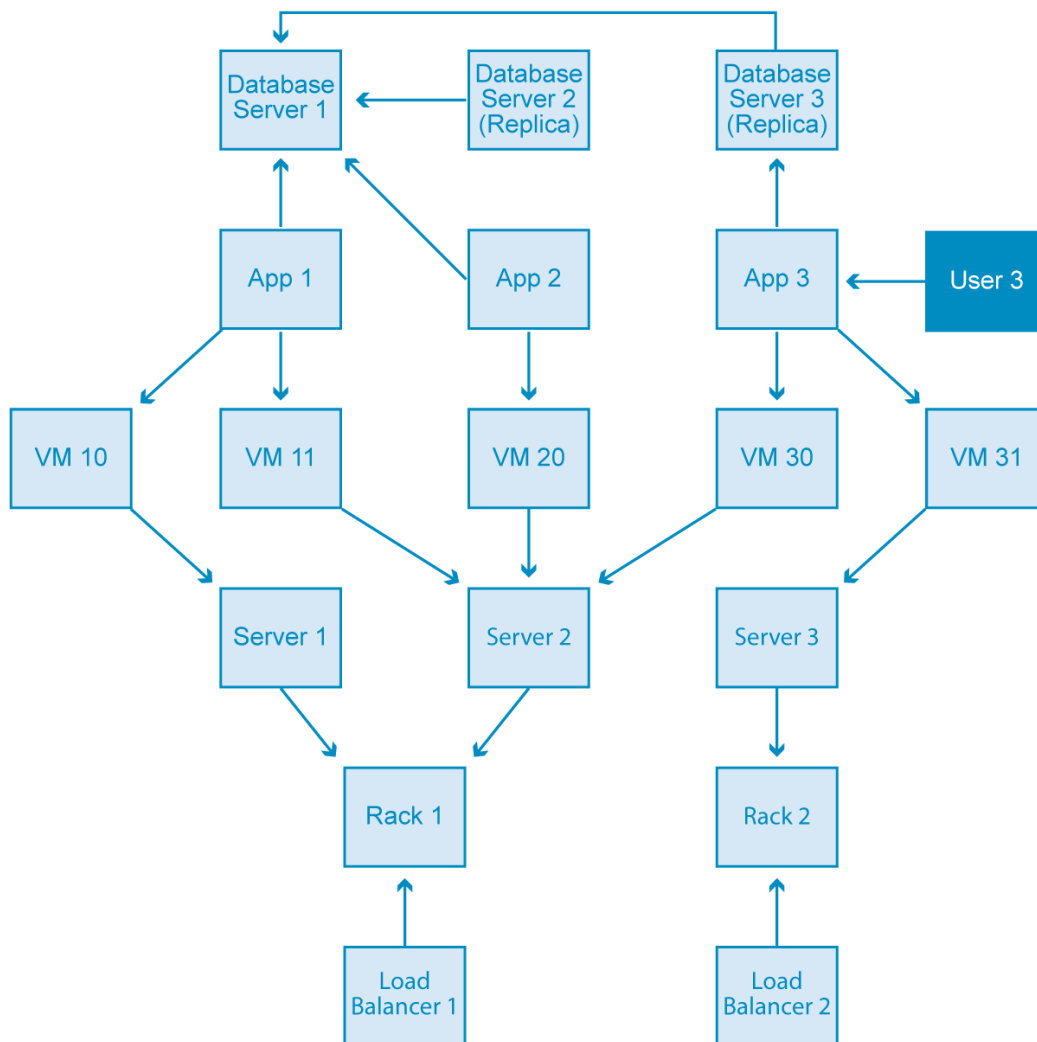 Database
Server 1
Database
Server 2
(Replica)
Database
Server 3
(Replica)
App 1
App 2
App 3
User 3
VM 10
VM 11
VM 20
VM 30
VM 31
Server 1
Server 2
Server 3
Rack 1
Rack 2
Load
Balancer 1
Load
Balancer 2